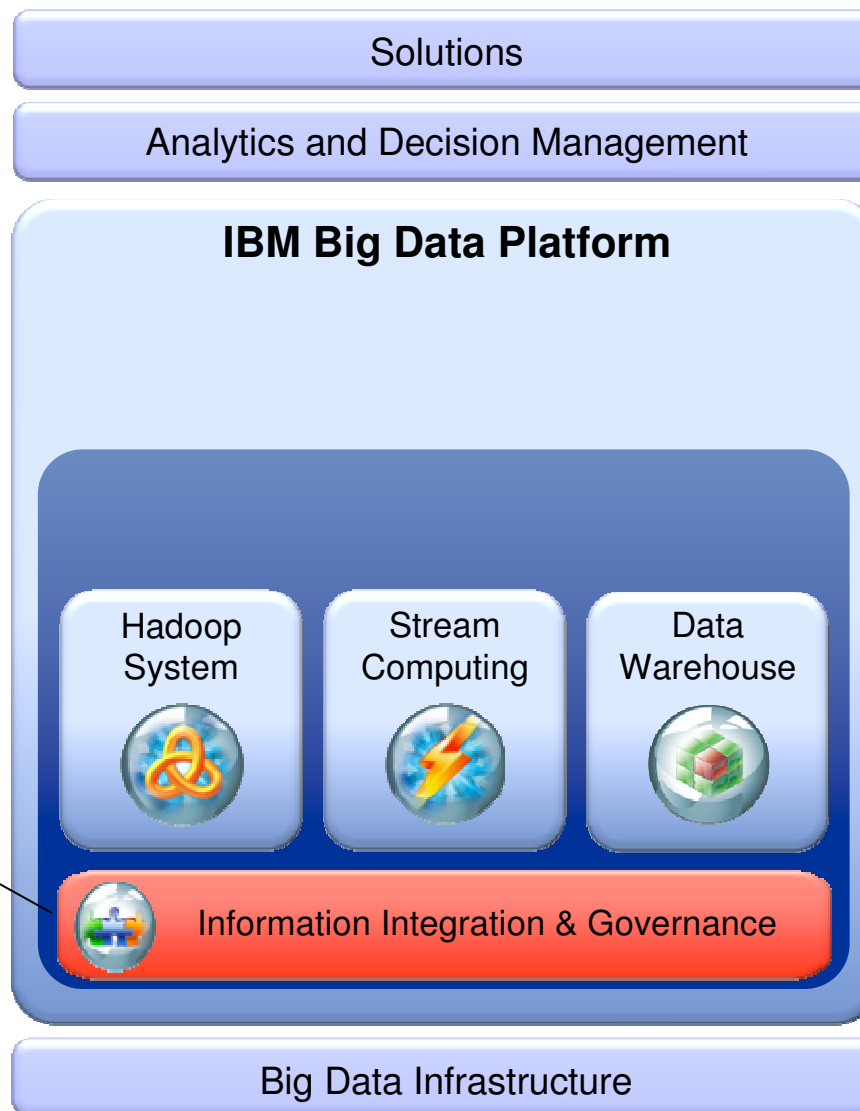 Solutions
Analytics and Decision Management
IBM Big Data Platform
Hadoop
System
Stream
Computing
Data
Warehouse
Information Integration & Governance
Big Data Infrastructure